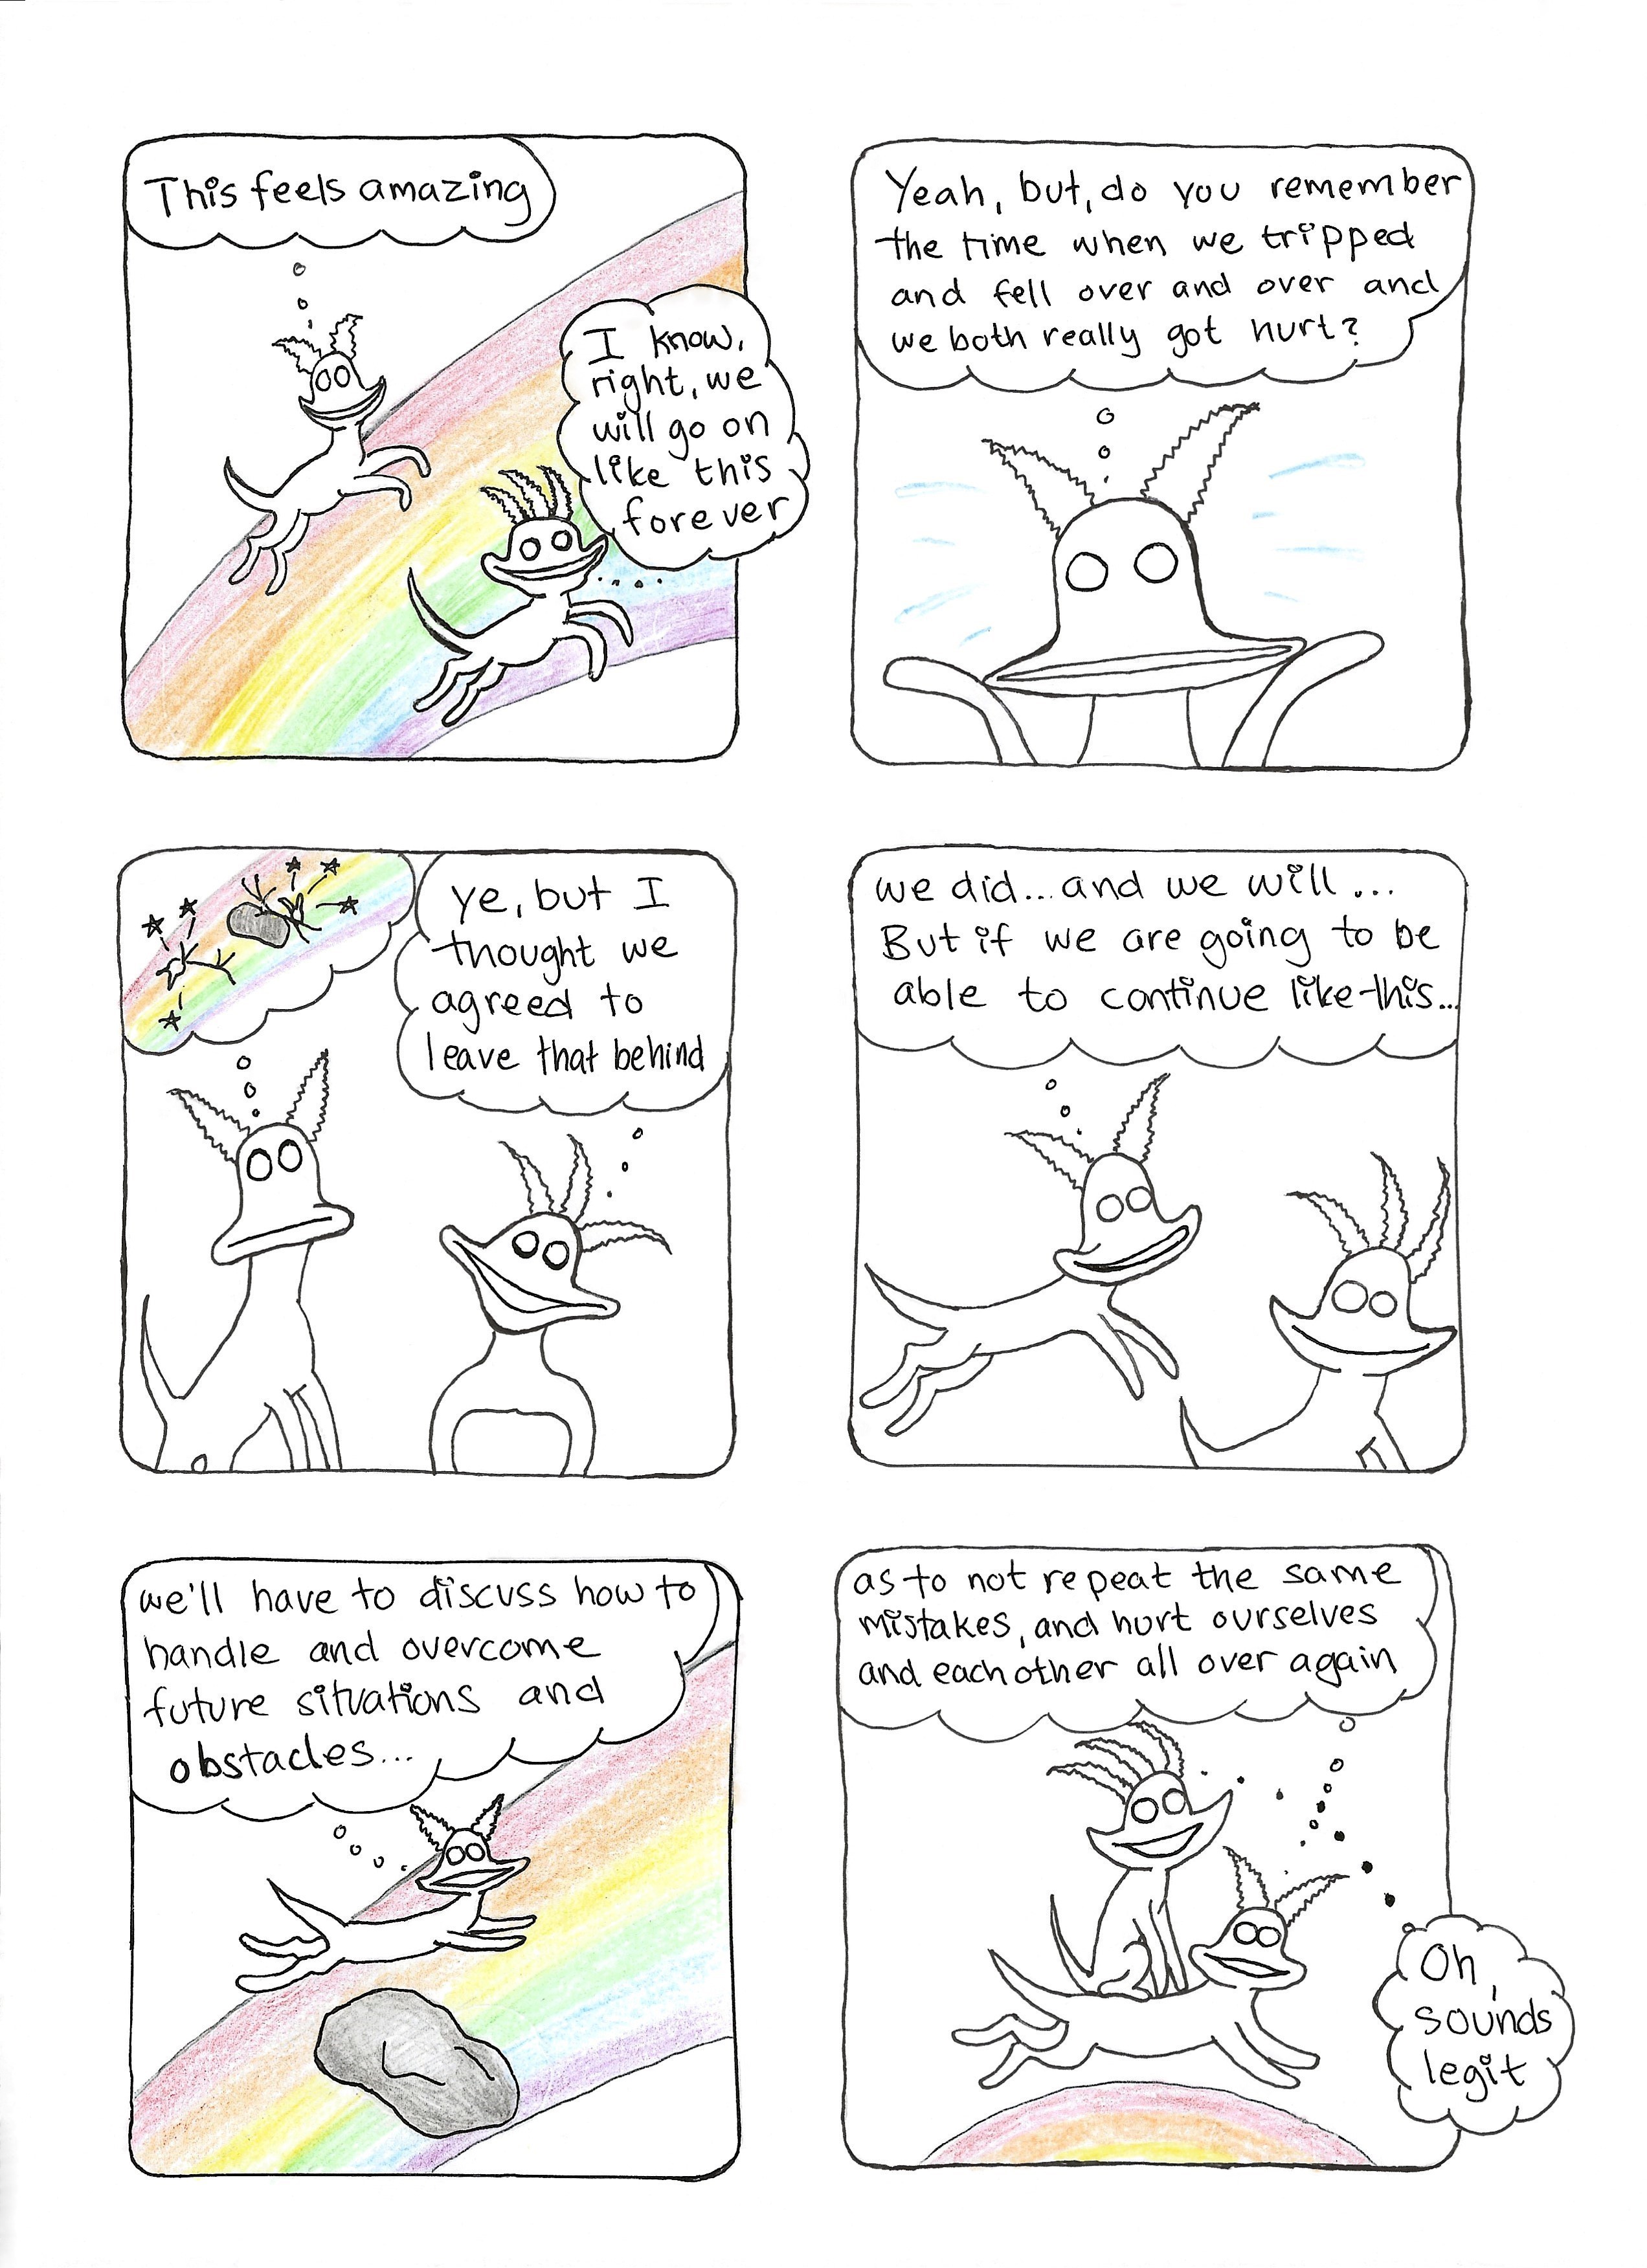 This feels amazing
I know,
right, we
will go on
like this
forever
Yeah, but, do you remember
the time when we tripped
and fell over and over and
we both really got hurt?
ye, but I
thought we
agreed to
leave that behind
we did... and we will...
But if we are going to be
able to continue like this...
we'll have to discuss how to
handle and overcome
future situations and
obstacles...
as to not repeat the same
mistakes, and hurt ourselves
and eachother all over again
Oh,
sounds
legit